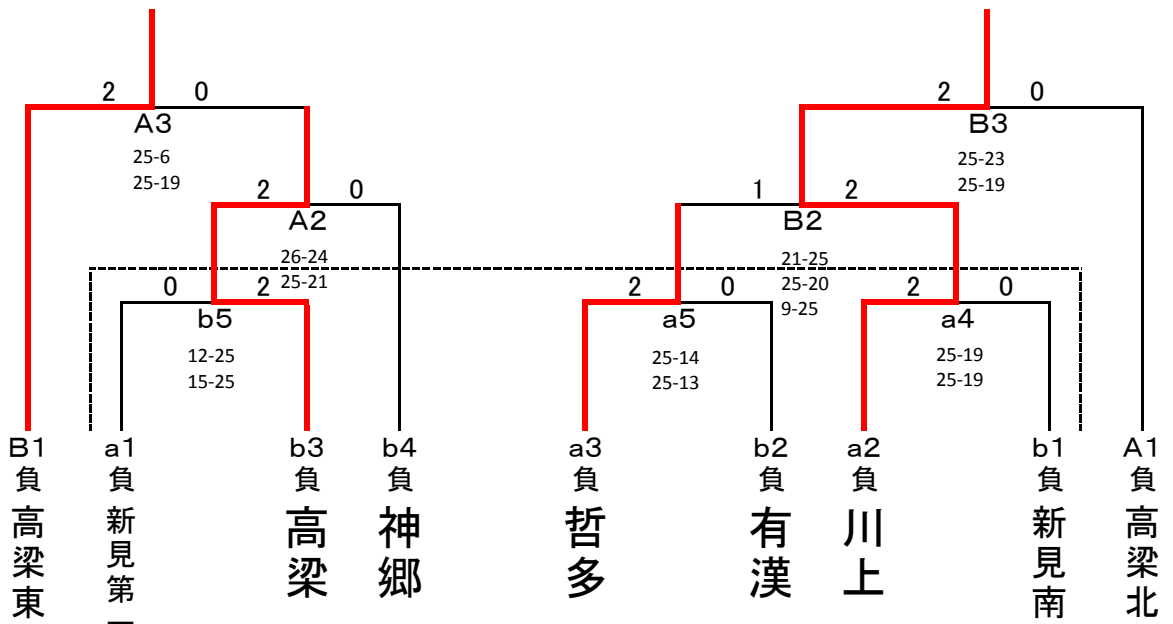 2 0
2 0
A3
B3
25-6
25-19
25-23
25-19
2 0
1 2
A2
B2
26-24
25-21
21-25
25-20
9-25
0 2
2 0
2 0
b5
a5
a4
12-25
15-25
25-14
25-13
25-19
25-19
B1
負
高梁東
a1
負
新見第一
b3
負
高梁
b4
負
神郷
a3
負
哲多
b2
負
有漢
a2
負
川上
b1
負
新見南
A1
負
高梁北